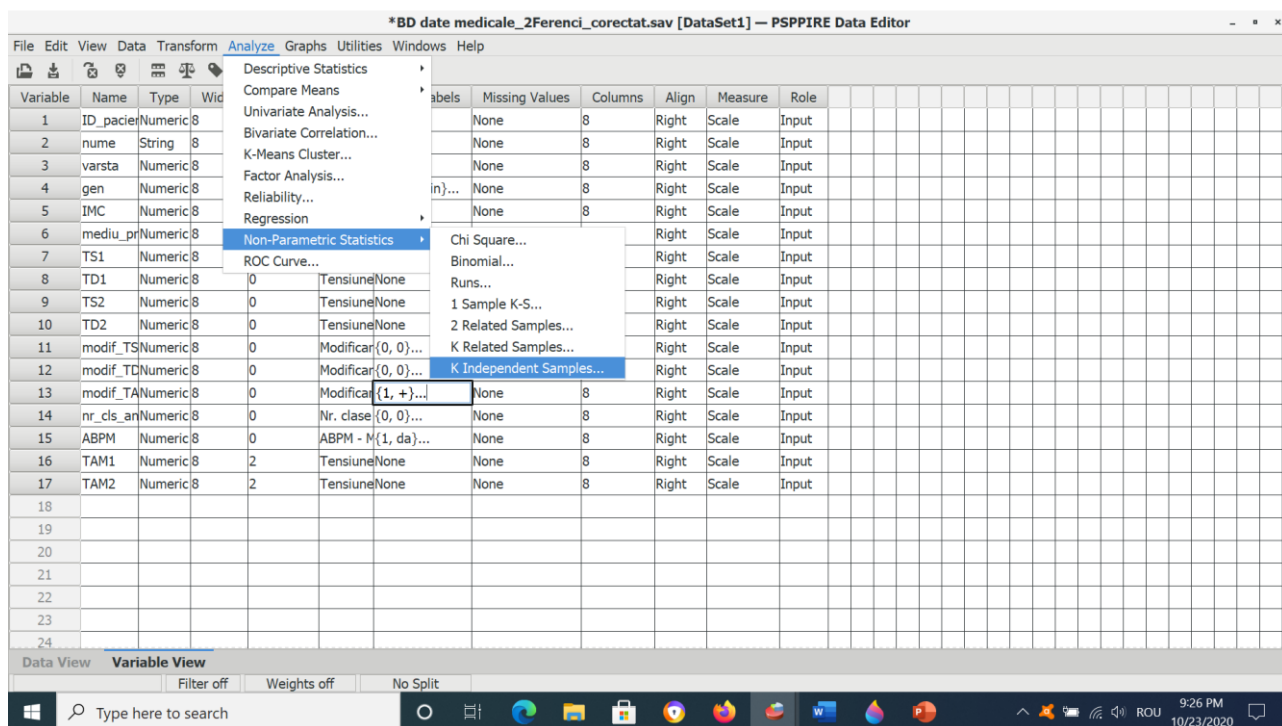 *BD date medicale_2Ferenci_corectat.sav [DataSet1] — PSPPIRE Data Editor
File Edit View Data Transform Analyze Graphs Utilities Windows Help
Variable Name Type Wid abels Missing Values Columns Align Measure Role
Descriptive Statistics
Compare Means
Univariate Analysis...
Bivariate Correlation...
K-Means Cluster...
Factor Analysis...
Reliability...
Regression
Non-Parametric Statistics
ROC Curve...
Chi Square...
Binomial...
Runs...
1 Sample K-S...
2 Related Samples...
K Related Samples...
K Independent Samples...
1 ID_pacier Numeric 8 None 8 Right Scale Input
2 nume String 8 None 8 Right Scale Input
3 varsta Numeric 8 None 8 Right Scale Input
4 gen Numeric 8 in}... None 8 Right Scale Input
5 IMC Numeric 8 None 8 Right Scale Input
6 mediu_pr Numeric 8 Right Scale Input
7 TS1 Numeric 8 Right Scale Input
8 TD1 Numeric 8 0 Tensiune None Right Scale Input
9 TS2 Numeric 8 0 Tensiune None Right Scale Input
10 TD2 Numeric 8 0 Tensiune None Right Scale Input
11 modif_TS Numeric 8 0 Modificar {0, 0}... Right Scale Input
12 modif_TD Numeric 8 0 Modificar {0, 0}... Right Scale Input
13 modif_TA Numeric 8 0 Modificar {1, +}... None 8 Right Scale Input
14 nr_cls_an Numeric 8 0 Nr. clase {0, 0}... None 8 Right Scale Input
15 ABPM Numeric 8 0 ABPM - M {1, da}... None 8 Right Scale Input
16 TAM1 Numeric 8 2 Tensiune None None 8 Right Scale Input
17 TAM2 Numeric 8 2 Tensiune None None 8 Right Scale Input
18
19
20
21
22
23
24
Data View Variable View
Filter off Weights off No Split
Type here to search
ROU
9:26 PM
10/23/2020